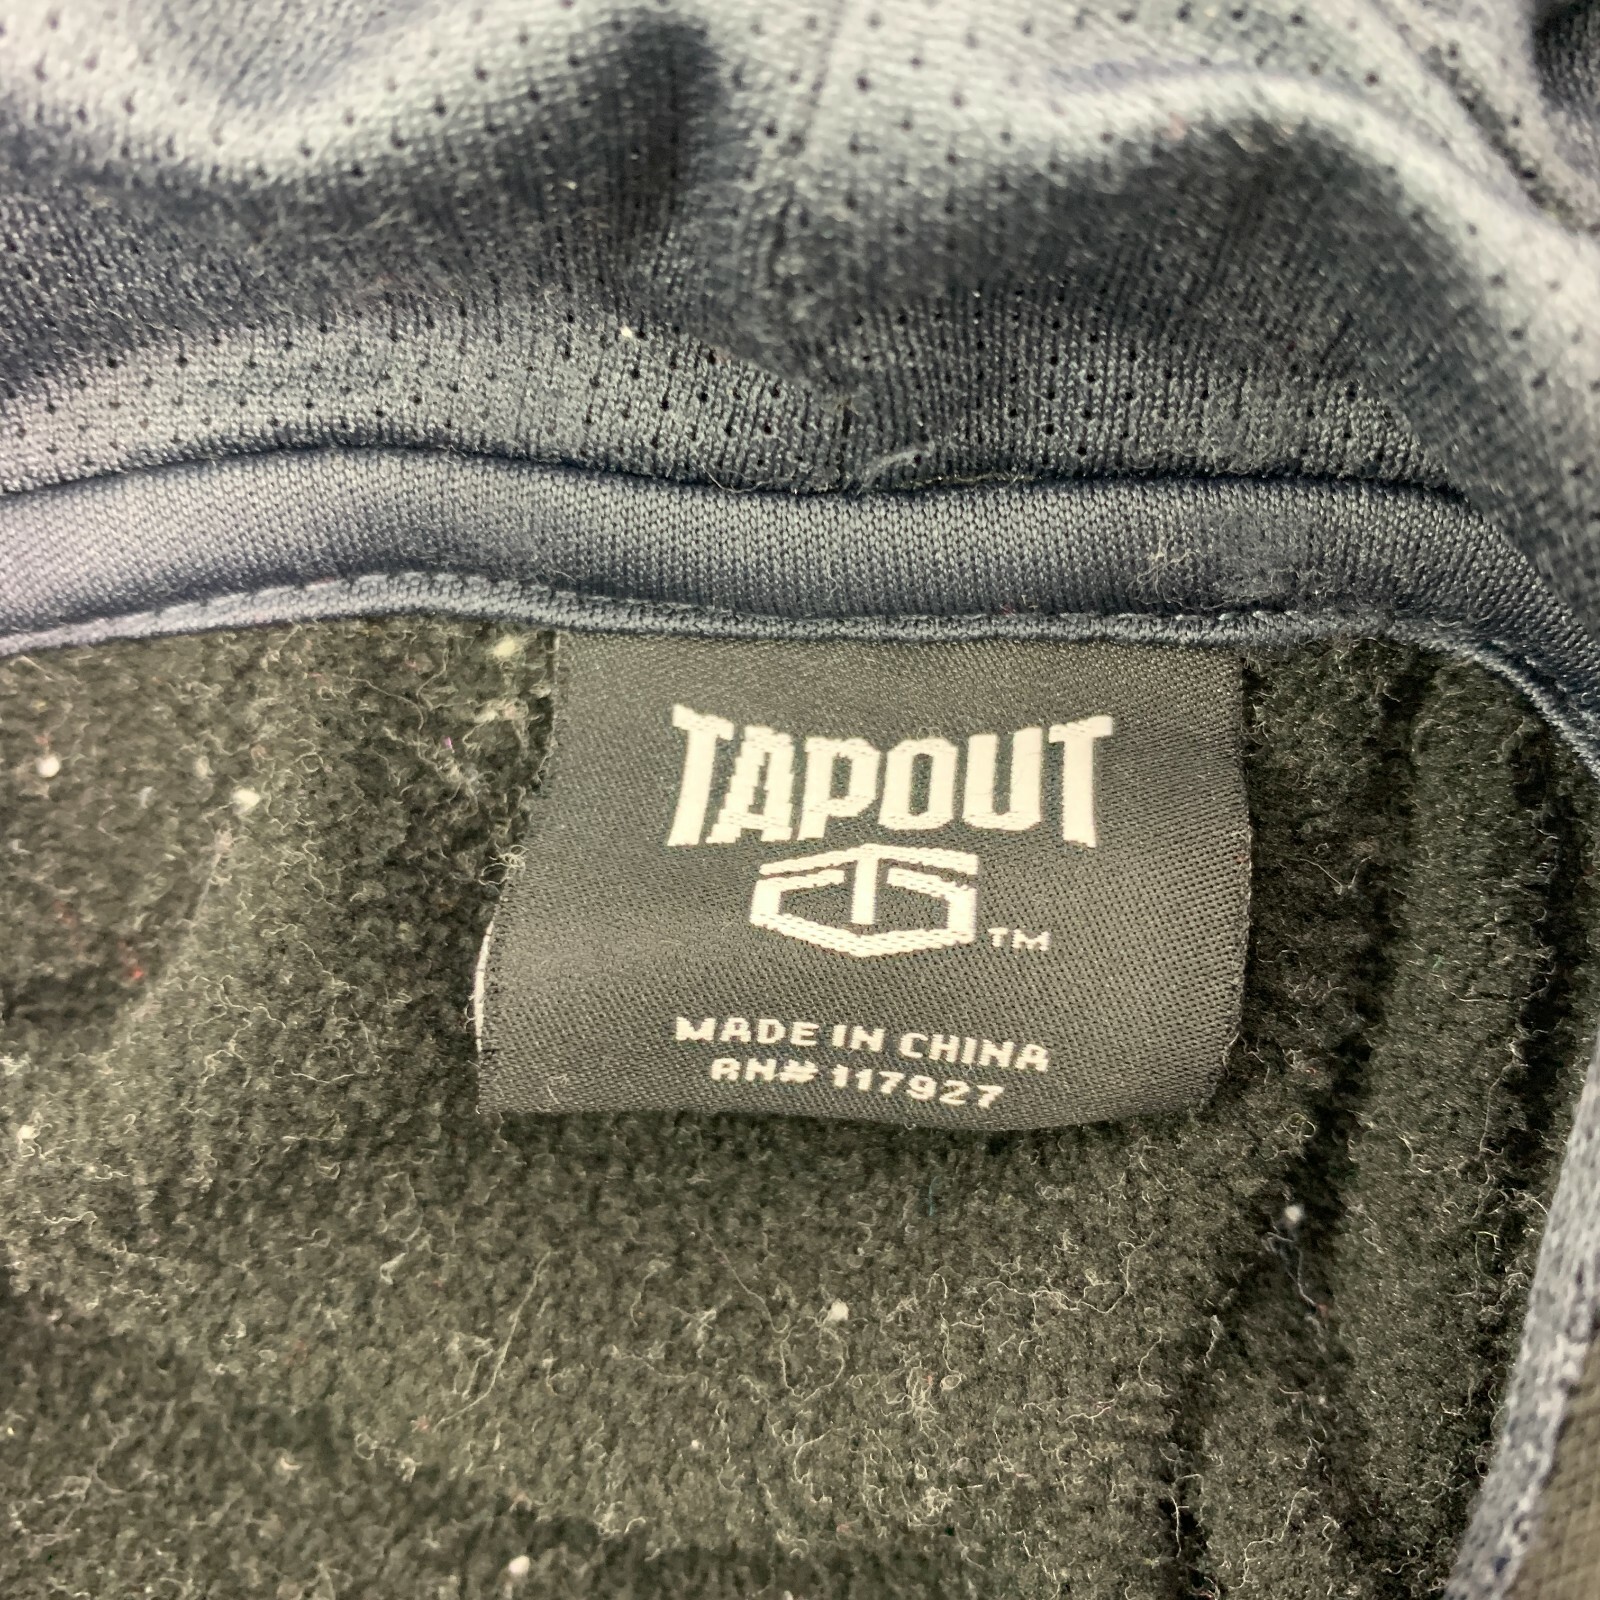 TAPOUT
TM
MADE IN CHINA
RN# 117927